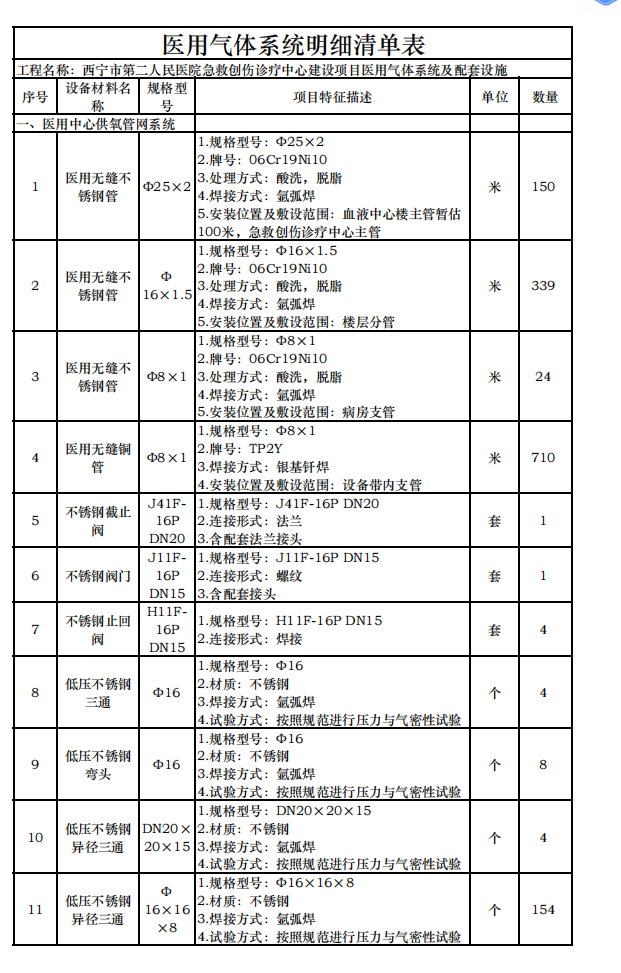 医用气体系统明细清单表
工程名称：西宁市第二人民医院急救创伤诊疗中心建设项目医用气体系统及配套设施
序号 设备材料名称 规格型号 项目特征描述 单位 数量
一、医用中心供氧管网系统
1 医用无缝不锈钢管 Φ25×2 1.规格型号：Φ25×2
2.牌号：06Cr19Ni10
3.处理方式：酸洗，脱脂
4.焊接方式：氩弧焊
5.安装位置及敷设范围：血液中心楼主管暂估
100米，急救创伤诊疗中心主管 米 150
2 医用无缝不锈钢管 Φ16×1.5 1.规格型号：Φ16×1.5
2.牌号：06Cr19Ni10
3.处理方式：酸洗，脱脂
4.焊接方式：氩弧焊
5.安装位置及敷设范围：楼层分管 米 339
3 医用无缝不锈钢管 Φ8×1 1.规格型号：Φ8×1
2.牌号：06Cr19Ni10
3.处理方式：酸洗，脱脂
4.焊接方式：氩弧焊
5.安装位置及敷设范围：病房支管 米 24
4 医用无缝铜管 Φ8×1 1.规格型号：Φ8×1
2.牌号：TP2Y
3.焊接方式：银基钎焊
4.安装位置及敷设范围：设备带内支管 米 710
5 不锈钢截止阀 J41F-16P DN20 1.规格型号：J41F-16P DN20
2.连接形式：法兰
3.含配套法兰接头 套 1
6 不锈钢阀门 J11F-16P DN15 1.规格型号：J11F-16P DN15
2.连接形式：螺纹
3.含配套接头 套 1
7 不锈钢止回阀 H11F-16P DN15 1.规格型号：H11F-16P DN15
2.连接形式：焊接 套 4
8 低压不锈钢三通 Φ16 1.规格型号：Φ16
2.材质：不锈钢
3.焊接方式：氩弧焊
4.试验方式：按照规范进行压力与气密性试验 个 4
9 低压不锈钢弯头 Φ16 1.规格型号：Φ16
2.材质：不锈钢
3.焊接方式：氩弧焊
4.试验方式：按照规范进行压力与气密性试验 个 8
10 低压不锈钢异径三通 DN20×20×15 1.规格型号：DN20×20×15
2.材质：不锈钢
3.焊接方式：氩弧焊
4.试验方式：按照规范进行压力与气密性试验 个 4
11 低压不锈钢异径三通 Φ16×16×8 1.规格型号：Φ16×16×8
2.材质：不锈钢
3.焊接方式：氩弧焊
4.试验方式：按照规范进行压力与气密性试验 个 154